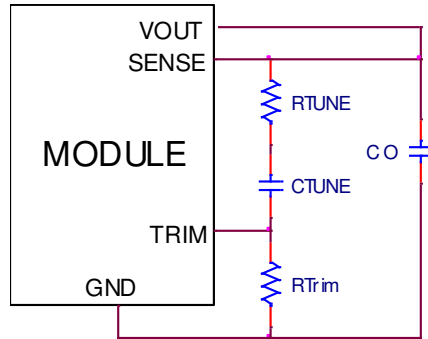 VOUT
SENSE
RTUNE
MODULE
CO
CTUNE
TRIM
RTrim
GND